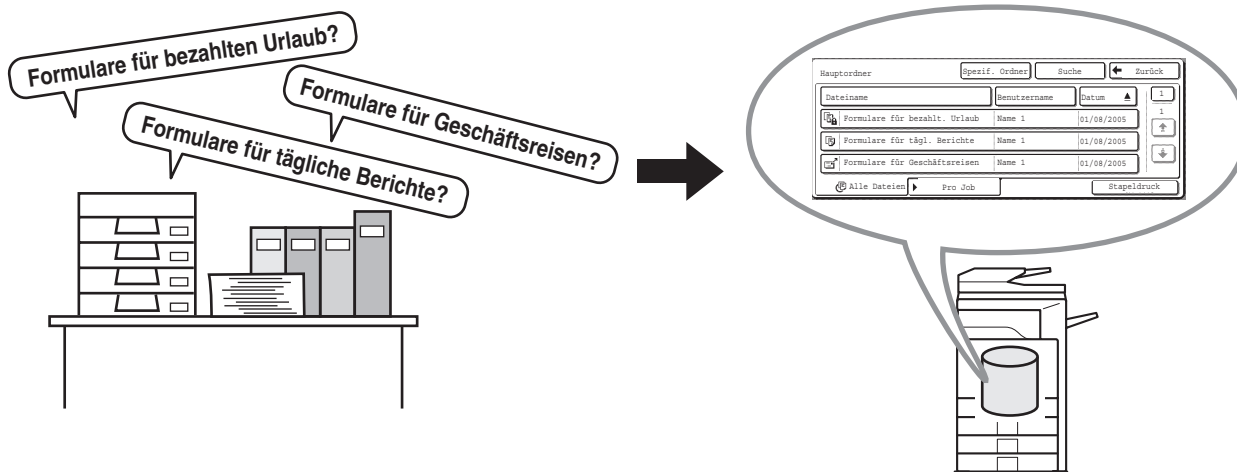 Formulare für bezahlten Urlaub?
Formulare für Geschäftsreisen?
Formulare für tägliche Berichte?
Hauptordner
Spezif. Ordner
Suche
Zurück
Dateiname
Benutzername
Datum
1
Formulare für bezahlt. Urlaub
Name 1
01/08/2005
1
Formulare für tägl. Berichte
Name 1
01/08/2005
Formulare für Geschäftsreisen
Name 1
01/08/2005
Alle Dateien
Pro Job
Stapeldruck